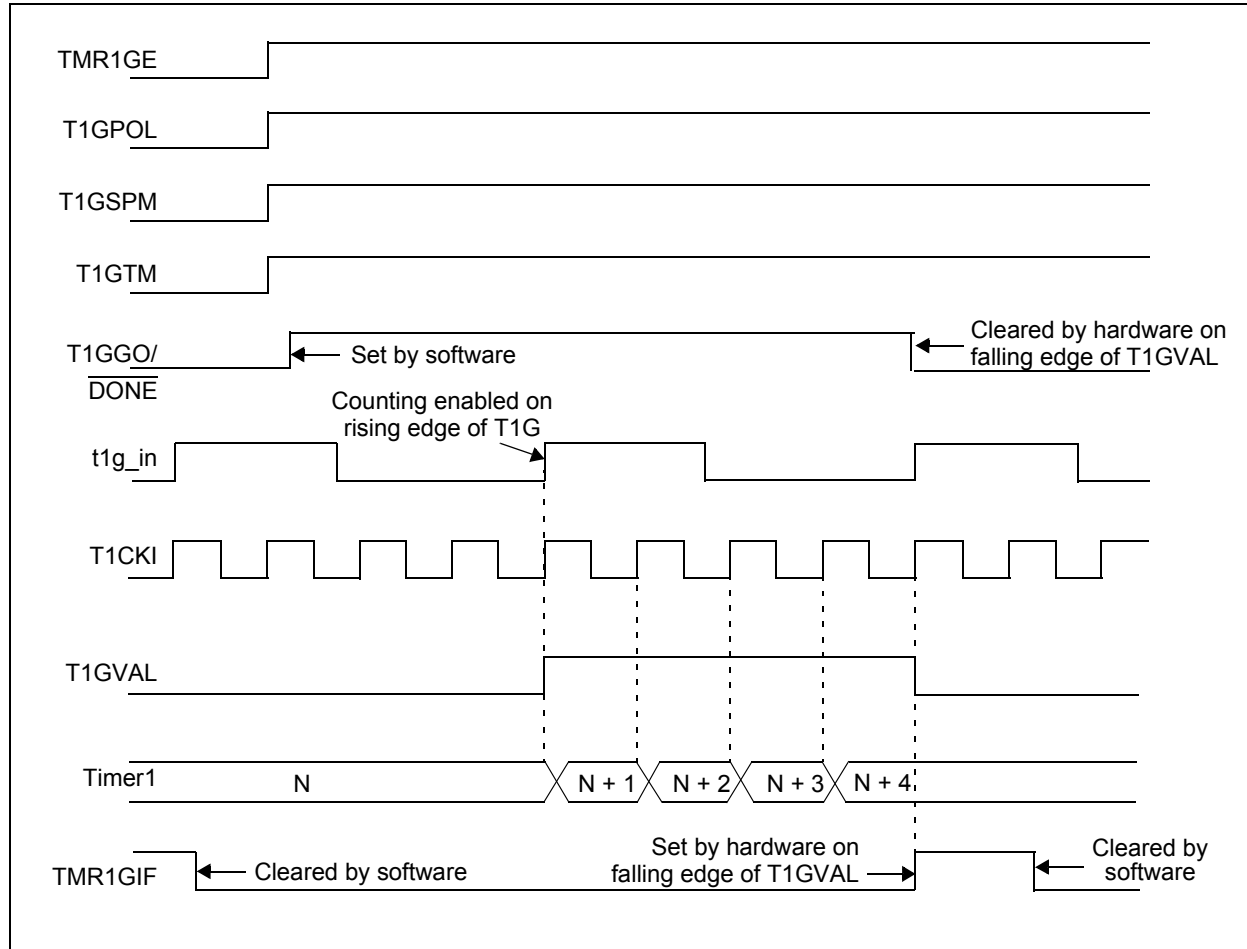 TMR1GE
T1GPOL
T1GSPM
T1GTM
T1GGO/
DONE
Set by software
Cleared by hardware on
falling edge of T1GVAL
Counting enabled on
rising edge of T1G
t1g_in
T1CKI
T1GVAL
Timer1
N
N + 1
N + 2
N + 3
N + 4
TMR1GIF
Cleared by software
Set by hardware on
falling edge of T1GVAL
Cleared by
software